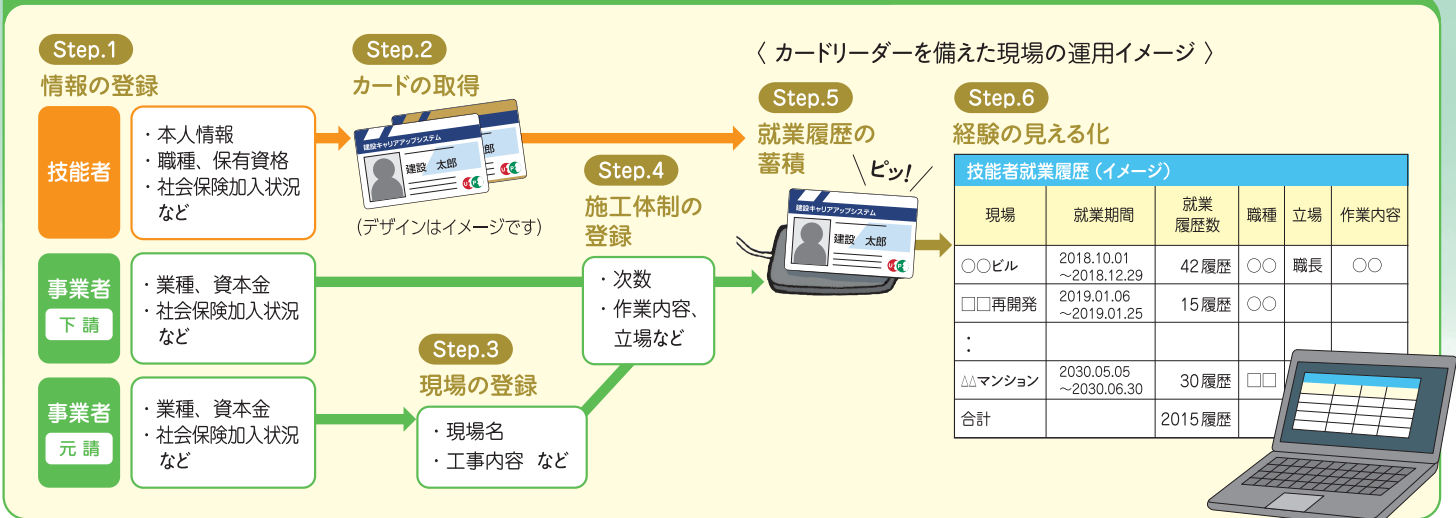 Step.1
情報の登録
技能者
・本人情報
・職種、保有資格
・社会保険加入状況
など
事業者
下請
・業種、資本金
・社会保険加入状況
など
事業者
元請
・業種、資本金
・社会保険加入状況
など
Step.2
カードの取得
建設キャリアアップシステム
建設 太郎
郎
(デザインはイメージです)
Step.3
現場の登録
・現場名
・工事内容 など
Step.4
施工体制の
登録
・次数
・作業内容、
立場など
〈 カードリーダーを備えた現場の運用イメージ 〉
Step.5
就業履歴の
蓄積
ピッ!
建設キャリアアップシステム
建設 太郎
Step.6
経験の見える化
技能者就業履歴(イメージ)
現場 就業期間 就業履歴数 職種 立場 作業内容
○○ビル 2018.10.01 ~2018.12.29 42履歴 ○○ 職長 ○○
□□再開発 2019.01.06 ~2019.01.25 15履歴 ○○
:
△△マンション 2030.05.05 ~2030.06.30 30履歴 □□
合計 2015履歴